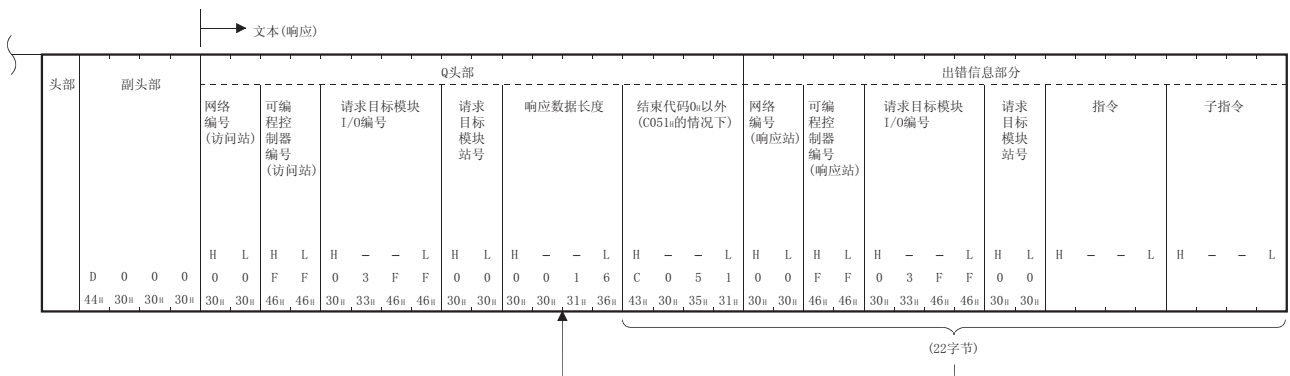 文本(响应)
Q头部
出错信息部分
头部
副头部
网络
编号
(访问站)
可编
程控
制器
编号
(访问站)
请求目标模块
I/O编号
请求
目标
模块
站号
响应数据长度
结束代码0H以外
(C051H的情况下)
网络
编号
(响应站)
可编
程控
制器
编号
(响应站)
请求目标模块
I/O编号
请求
目标
模块
站号
指令
子指令
H L H L H － － L H L H － － L H － － L H L H L H － － L H L H － － L H － － L
D 0 0 0 0 0 F F 0 3 F F 0 0 0 0 1 6 C 0 5 1 0 0 F F 0 3 F F 0 0
44H 30H 30H 30H 30H 30H 46H 46H 30H 33H 46H 46H 30H 30H 30H 30H 31H 36H 43H 30H 35H 31H 30H 30H 46H 46H 30H 33H 46H 46H 30H 30H
(22字节)